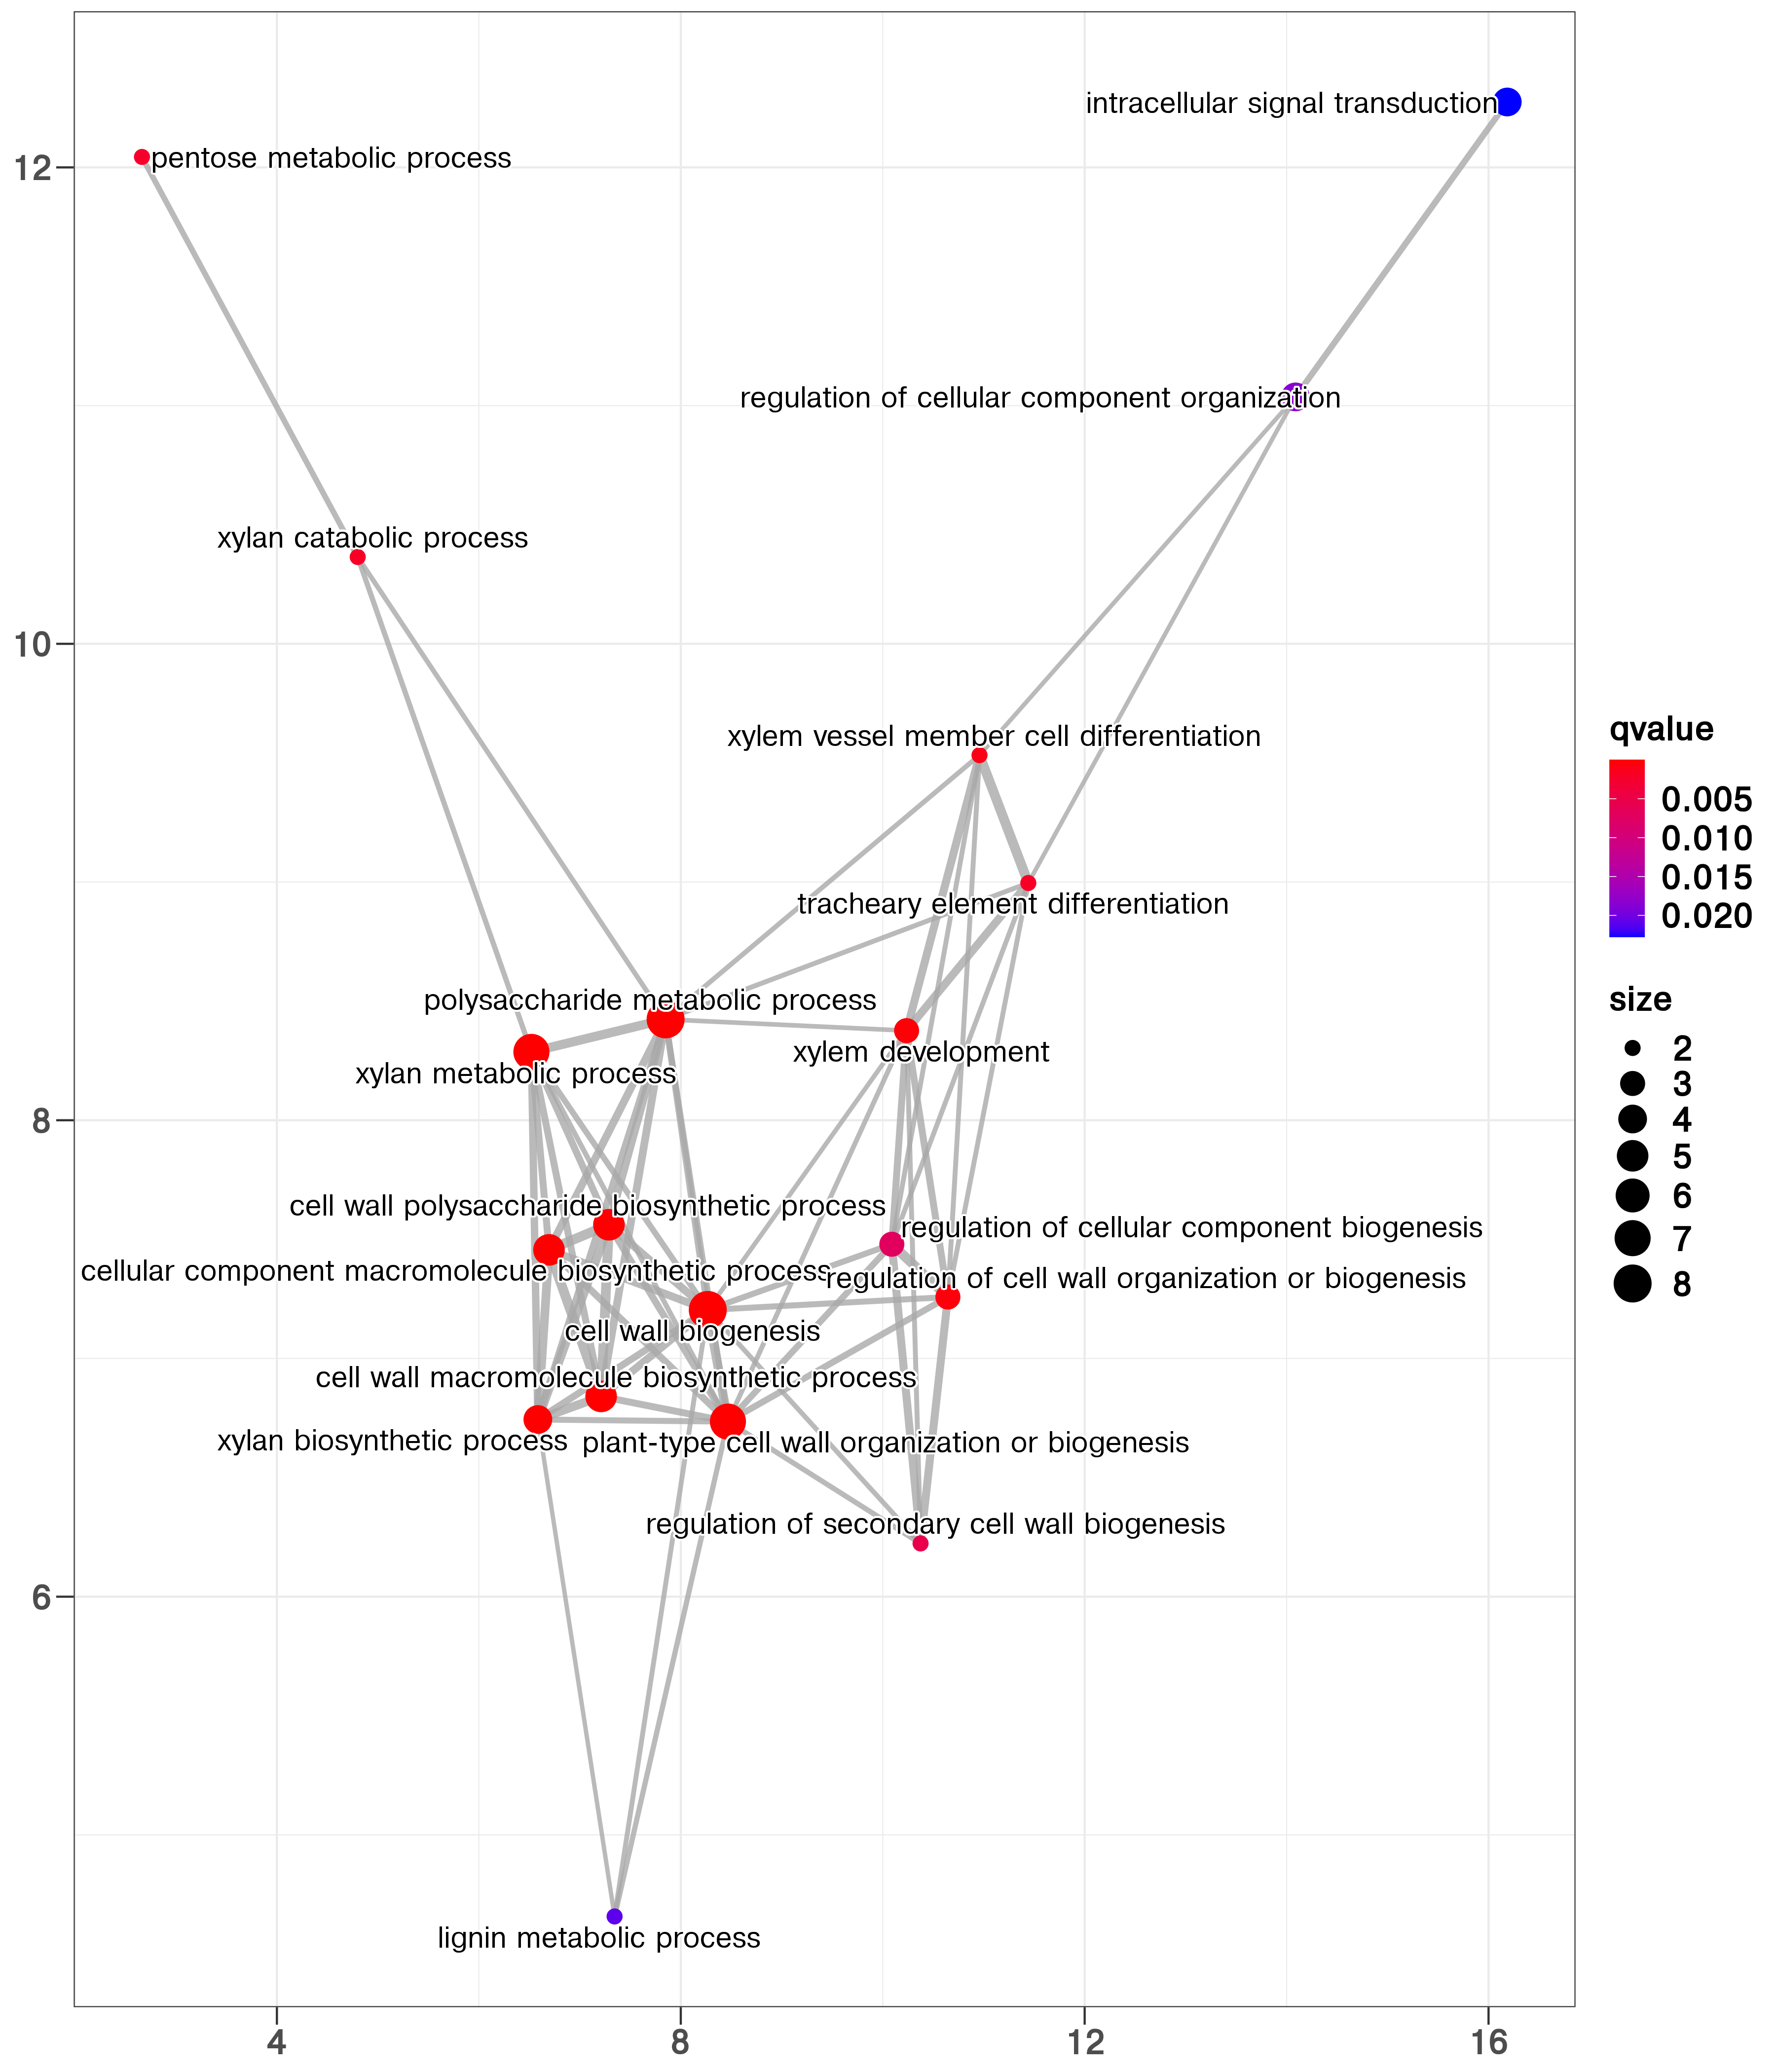 intracellular signal transduction
pentose metabolic process
12
regulation of cellular component organization
xylan catabolic process
10
xylem vessel member cell differentiation
qvalue
0.005
0.010
0.015
0.020
tracheary element differentiation
polysaccharide metabolic process
size
2
3
4
5
6
7
8
xylem development
xylan metabolic process
8
cell wall polysaccharide biosynthetic process
regulation of cellular component biogenesis
cellular component macromolecule biosynthetic process
regulation of cell wall organization or biogenesis
cell wall biogenesis
cell wall macromolecule biosynthetic process
xylan biosynthetic process
plant-type cell wall organization or biogenesis
regulation of secondary cell wall biogenesis
6
lignin metabolic process
4
8
12
16